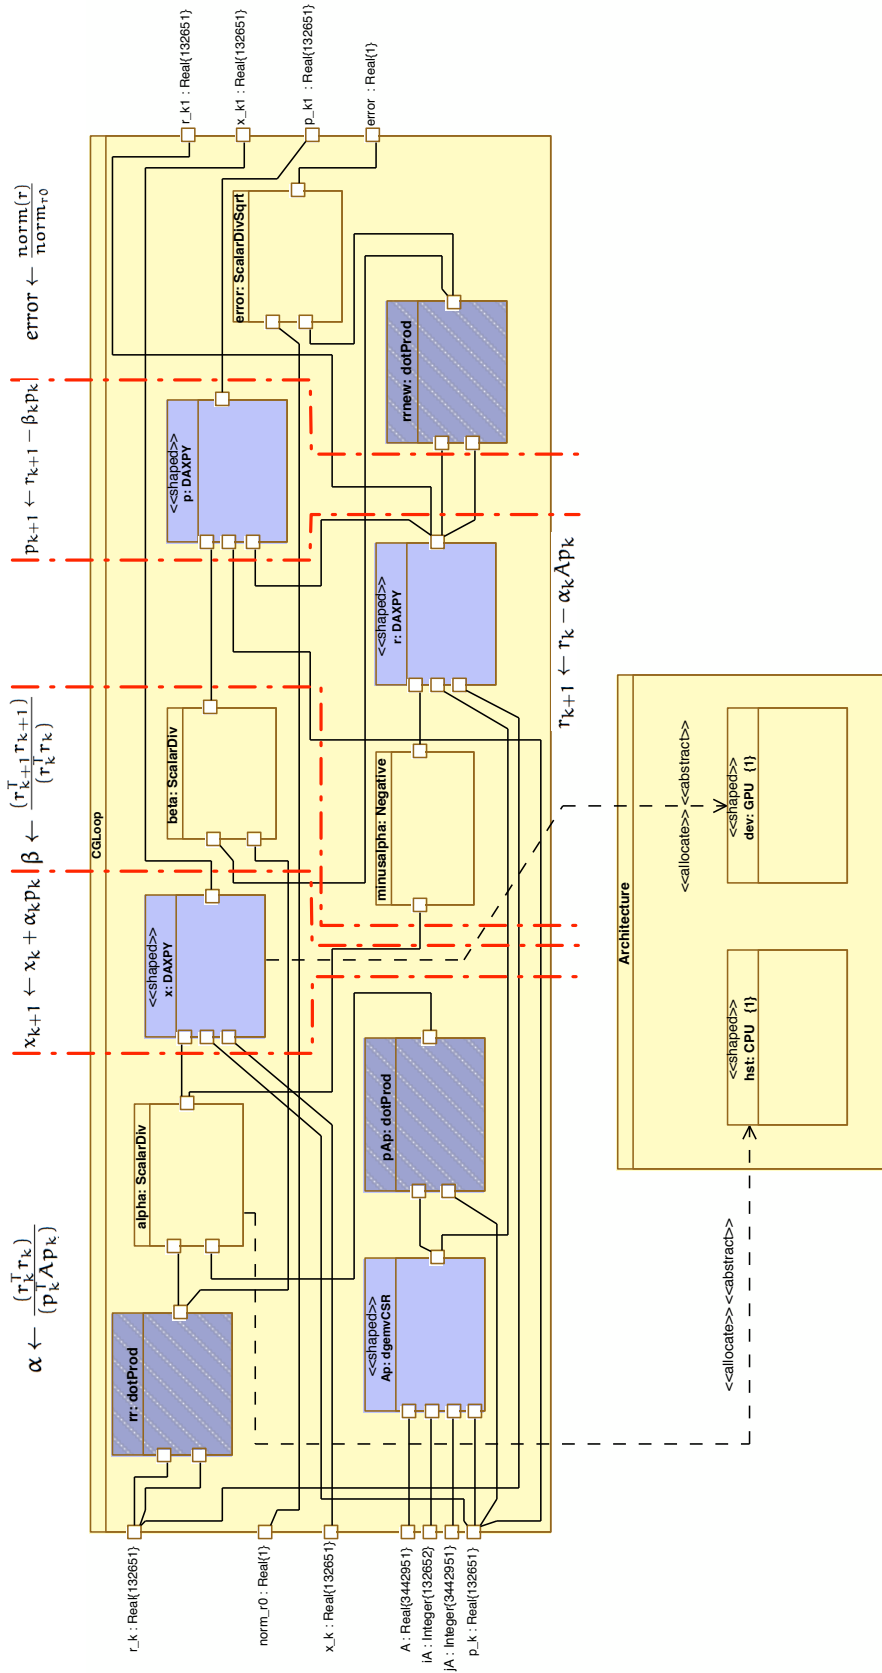 α ← (r_k^T r_k) / (p_k^T A p_k)
x_{k+1} ← x_k + α_k p_k
β ← (r_{k+1}^T r_{k+1}) / (r_k^T r_k)
p_{k+1} ← r_{k+1} − β_k p_k
error ← norm(r) / norm_{r0}
CGLoop
r_k : Real{132651}
norm_r0 : Real{1}
x_k : Real{132651}
A : Real{3442951}
iA : Integer{132652}
jA : Integer{3442951}
p_k : Real{132651}
rr: dotProd
alpha: ScalarDiv
<<shaped>>
x: DAXPY
beta: ScalarDiv
<<shaped>>
p: DAXPY
error: ScalarDivSqrt
<<shaped>>
Ap: dgemvCSR
pAp: dotProd
minusalpha: Negative
<<shaped>>
r: DAXPY
rrnew: dotProd
r_k1 : Real{132651}
x_k1 : Real{132651}
p_k1 : Real{132651}
error : Real{1}
r_{k+1} ← r_k − α_k A p_k
<<allocate>> <<abstract>>
<<allocate>> <<abstract>>
Architecture
<<shaped>>
hst: CPU {1}
<<shaped>>
dev: GPU {1}